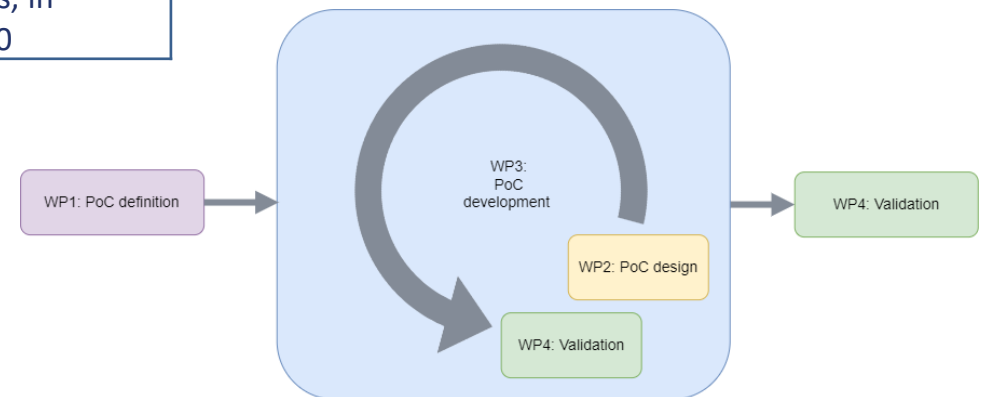 s, in
0
WP3:
PoC
development
WP1: PoC definition
WP4: Validation
WP2: PoC design
WP4: Validation